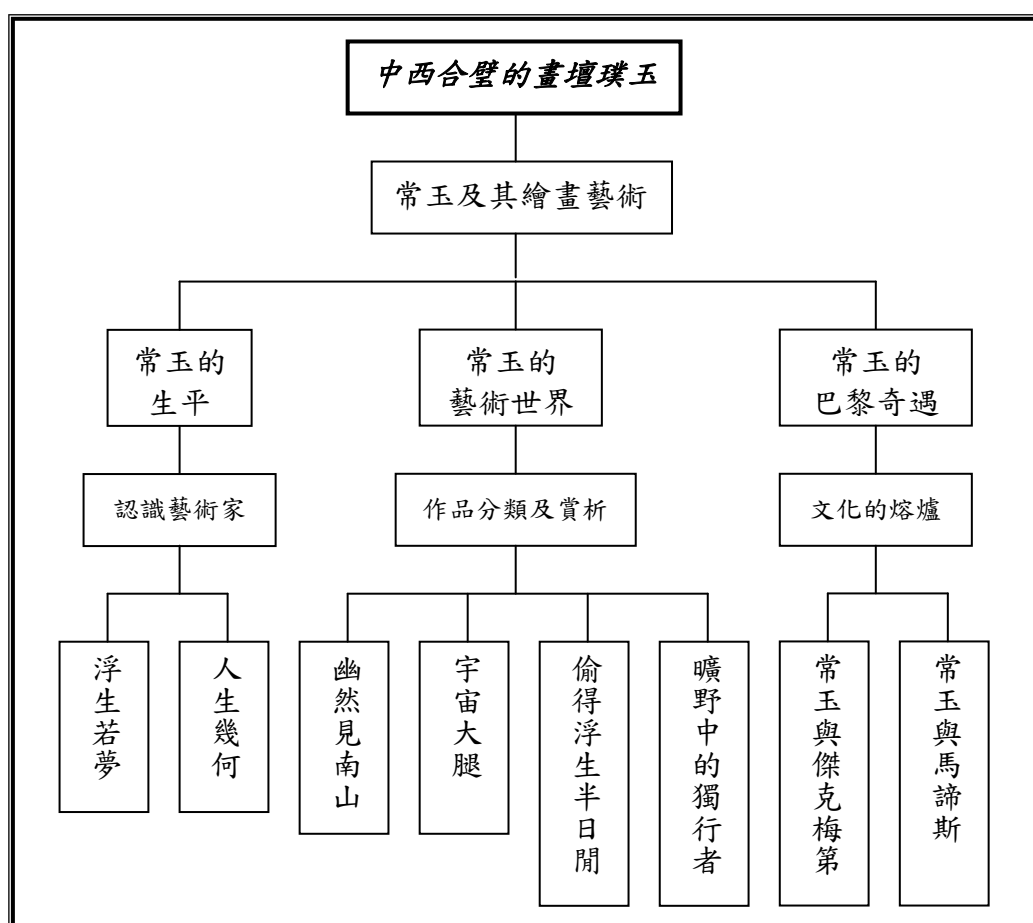 中西合璧的畫壇璞玉
常玉及其繪畫藝術
常玉的
生平
常玉的
藝術世界
常玉的
巴黎奇遇
認識藝術家
作品分類及賞析
文化的熔爐
浮生若夢
人生幾何
幽然見南山
宇宙大腿
偷得浮生半日閒
曠野中的獨行者
常玉與傑克梅第
常玉與馬諦斯